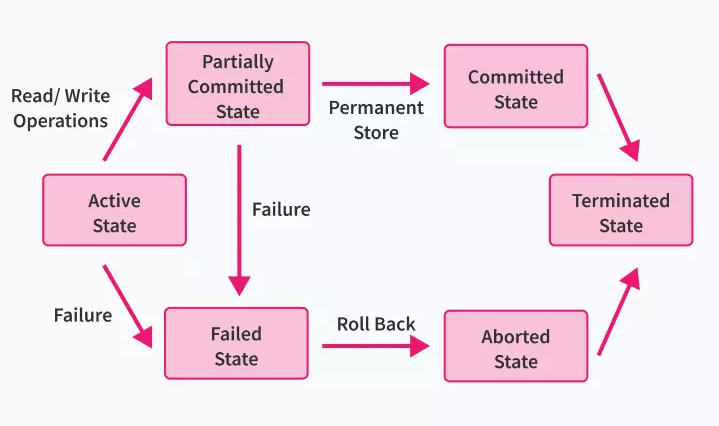 Partially
Committed
State
Committed
State
Read/ Write
Operations
Permanent
Store
Active
State
Failure
Terminated
State
Failure
Failed
State
Roll Back
Aborted
State